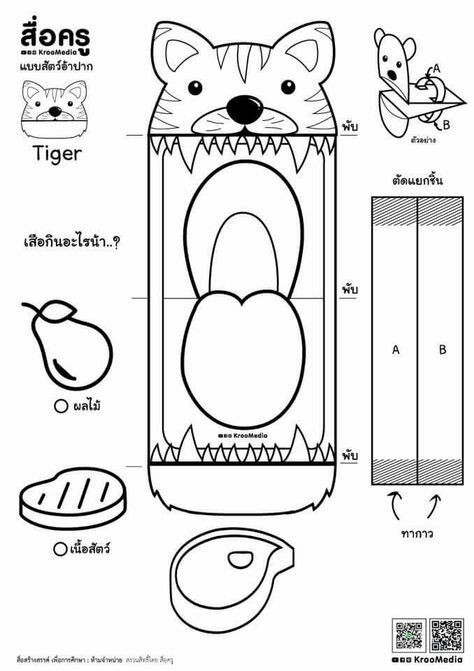 สื่อครู
KrooMedia
แบบสัตว์อ้าปาก
Tiger
เสือกินอะไรน้า..?
ผลไม้
เนื้อสัตว์
พับ
พับ
KrooMedia
พับ
A
B
ตัวอย่าง
ตัดแยกชิ้น
A
B
ทากาว
สื่อสร้างสรรค์ เพื่อการศึกษา : ห้ามจำหน่าย สงวนสิทธิ์โดย สื่อครู
KrooMedia